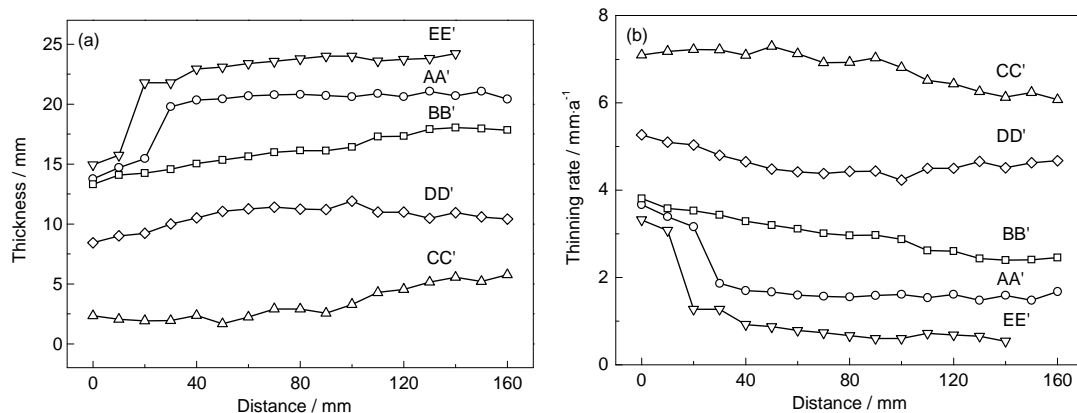 (a)
EE'
AA'
BB'
DD'
CC'
25
20
15
10
5
0
0 40 80 120 160
Thickness / mm
Distance / mm
(b)
CC'
DD'
BB'
AA'
EE'
8
6
4
2
0
0 40 80 120 160
Thinning rate / mm·a⁻¹
Distance / mm